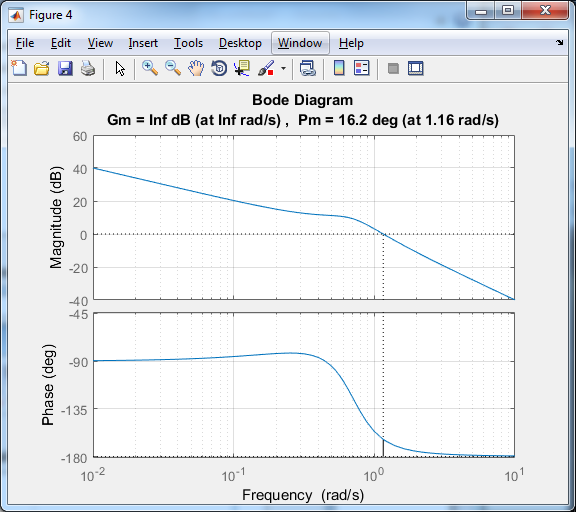 Figure 4
File Edit View Insert Tools Desktop Window Help
Bode Diagram
Gm = Inf dB (at Inf rad/s) , Pm = 16.2 deg (at 1.16 rad/s)
Magnitude (dB)
60
40
20
0
-20
-40
Phase (deg)
-45
-90
-135
-180
10^-2 10^-1 10^0 10^1
Frequency (rad/s)